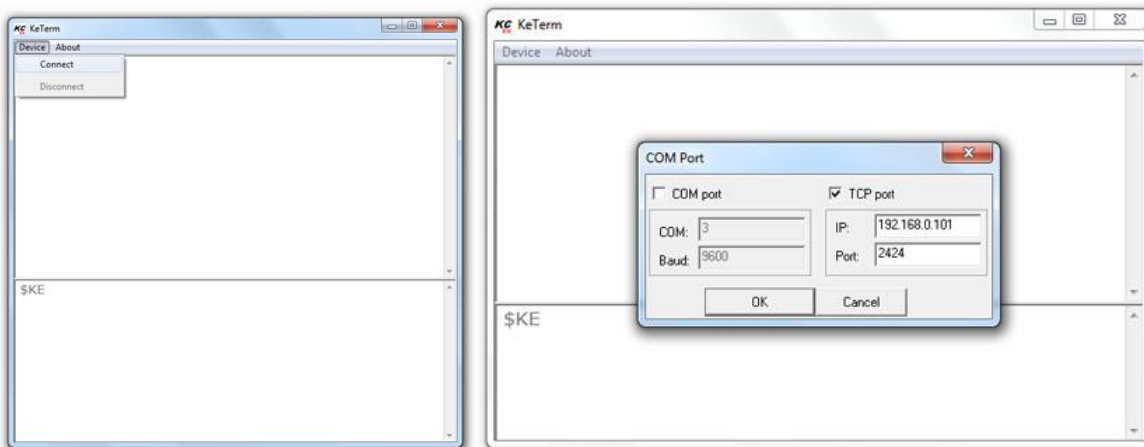 KeTerm
Device About
Connect
Disconnect
$KE
KeTerm
Device About
COM Port
COM port
TCP port
COM: 3
IP: 192.168.0.101
Baud: 9600
Port: 2424
OK
Cancel
$KE